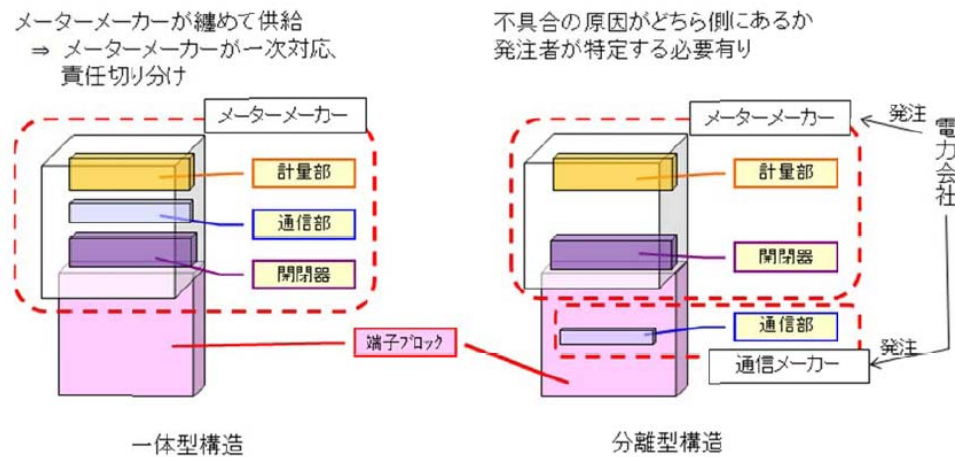 メーターメーカーが纏めて供給
⇒ メーターメーカーが一次対応、
責任切り分け
メーターメーカー
計量部
通信部
開閉器
端子ブロック
一体型構造
不具合の原因がどちら側にあるか
発注者が特定する必要有り
メーターメーカー
発注
電力会社
計量部
開閉器
通信部
発注
通信メーカー
分離型構造